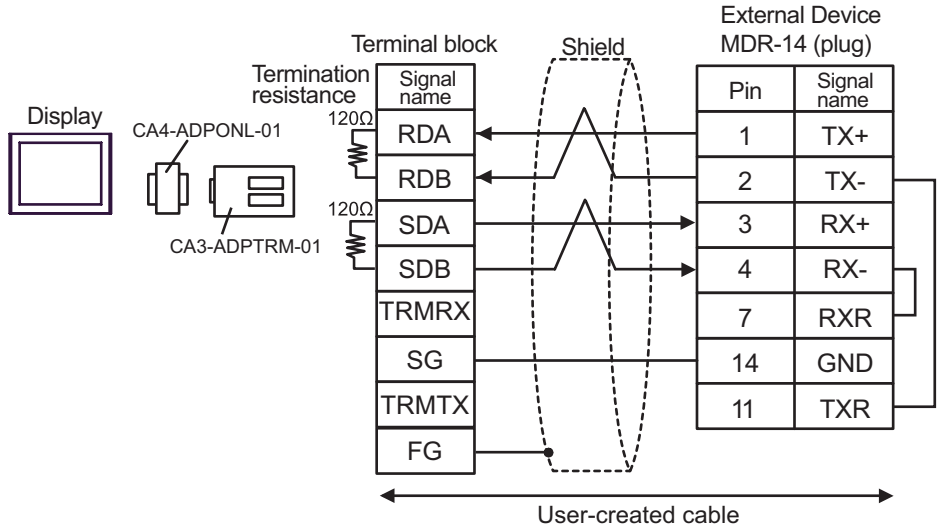 External Device
MDR-14 (plug)
Terminal block
Shield
Termination
resistance
Signal
name
Pin
Signal
name
Display
CA4-ADPONL-01
CA3-ADPTRM-01
120Ω
RDA
1
TX+
RDB
2
TX-
120Ω
SDA
3
RX+
SDB
4
RX-
TRMRX
7
RXR
SG
14
GND
TRMTX
11
TXR
FG
User-created cable